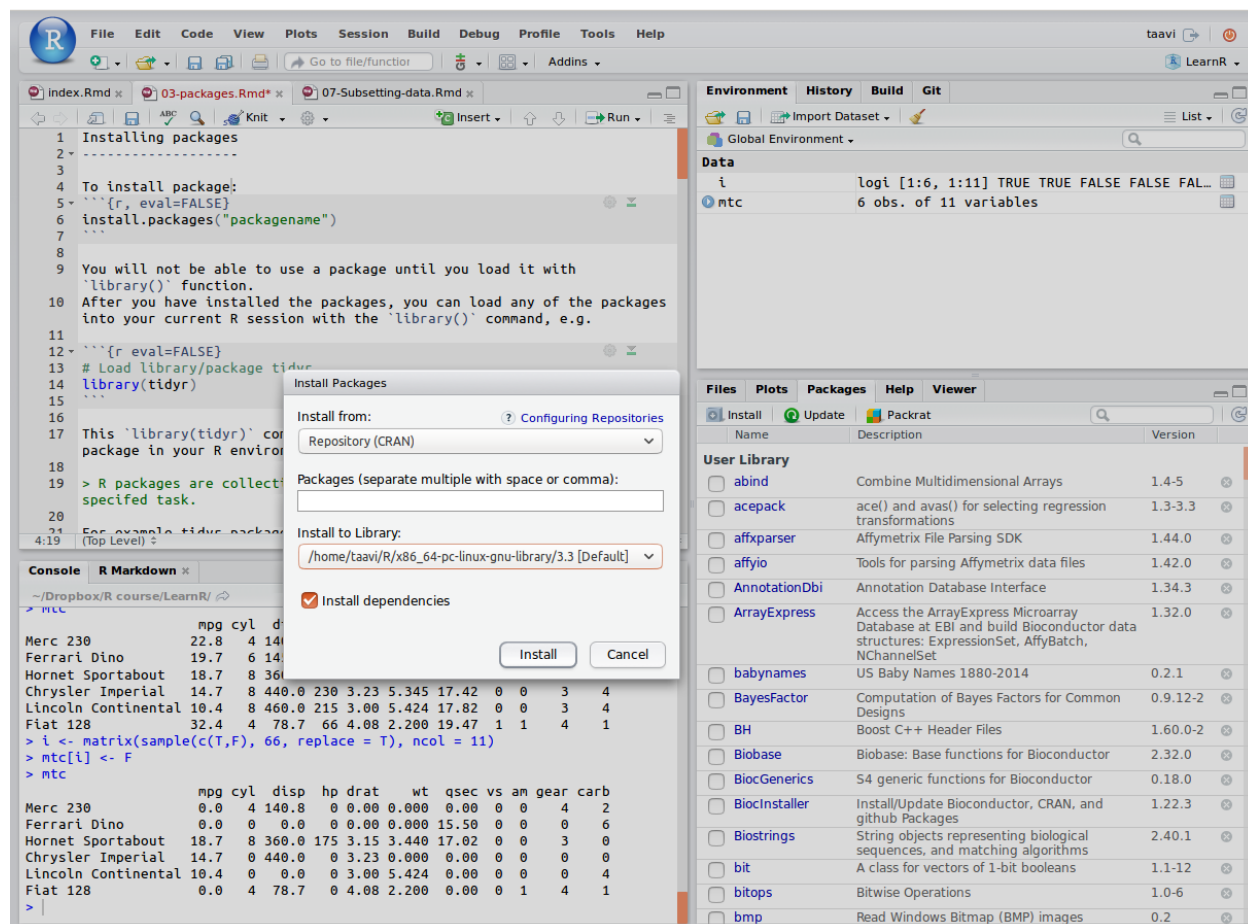 R File Edit Code View Plots Session Build Debug Profile Tools Help taavi
Go to file/function Addins LearnR
index.Rmd × 03-packages.Rmd* × 07-Subsetting-data.Rmd ×
ABC Knit Insert Run
1 Installing packages
2 -------------------
3
4 To install package:
5 ```{r, eval=FALSE}
6 install.packages("packagename")
7 ```
8
9 You will not be able to use a package until you load it with
`library()` function.
10 After you have installed the packages, you can load any of the packages
into your current R session with the `library()` command, e.g.
11
12 ```{r eval=FALSE}
13 # Load library/package tidyr
14 library(tidyr)
15 ```
16
17 This `library(tidyr)` com
package in your R environ
18
19 > R packages are collect
specifed task.
20
21 For example tidyr packag
4:19 (Top Level)
Install Packages
Install from: ? Configuring Repositories
Repository (CRAN)
Packages (separate multiple with space or comma):
Install to Library:
/home/taavi/R/x86_64-pc-linux-gnu-library/3.3 [Default]
Install dependencies
Install Cancel
Console R Markdown ×
~/Dropbox/R course/LearnR/
> mtc
mpg cyl d
Merc 230 22.8 4 140
Ferrari Dino 19.7 6 14
Hornet Sportabout 18.7 8 360
Chrysler Imperial 14.7 8 440.0 230 3.23 5.345 17.42 0 0 3 4
Lincoln Continental 10.4 8 460.0 215 3.00 5.424 17.82 0 0 3 4
Fiat 128 32.4 4 78.7 66 4.08 2.200 19.47 1 1 4 1
> i <- matrix(sample(c(T,F), 66, replace = T), ncol = 11)
> mtc[i] <- F
> mtc
mpg cyl disp hp drat wt qsec vs am gear carb
Merc 230 0.0 4 140.8 0 0.00 0.000 0.00 0 0 4 2
Ferrari Dino 0.0 0 0.0 0 0.00 0.000 15.50 0 0 0 6
Hornet Sportabout 18.7 8 360.0 175 3.15 3.440 17.02 0 0 3 0
Chrysler Imperial 14.7 0 440.0 0 3.23 0.000 0.00 0 0 0 0
Lincoln Continental 10.4 0 0.0 0 3.00 5.424 0.00 0 0 0 4
Fiat 128 0.0 4 78.7 0 4.08 2.200 0.00 0 1 4 1
>
Environment History Build Git
Import Dataset List
Global Environment
Data
i logi [1:6, 1:11] TRUE TRUE FALSE FALSE FAL…
mtc 6 obs. of 11 variables
Files Plots Packages Help Viewer
Install Update Packrat
Name Description Version
User Library
abind Combine Multidimensional Arrays 1.4-5
acepack ace() and avas() for selecting regression 1.3-3.3
transformations
affxparser Affymetrix File Parsing SDK 1.44.0
affyio Tools for parsing Affymetrix data files 1.42.0
AnnotationDbi Annotation Database Interface 1.34.3
ArrayExpress Access the ArrayExpress Microarray 1.32.0
Database at EBI and build Bioconductor data
structures: ExpressionSet, AffyBatch,
NChannelSet
babynames US Baby Names 1880-2014 0.2.1
BayesFactor Computation of Bayes Factors for Common 0.9.12-2
Designs
BH Boost C++ Header Files 1.60.0-2
Biobase Biobase: Base functions for Bioconductor 2.32.0
BiocGenerics S4 generic functions for Bioconductor 0.18.0
BiocInstaller Install/Update Bioconductor, CRAN, and 1.22.3
github Packages
Biostrings String objects representing biological 2.40.1
sequences, and matching algorithms
bit A class for vectors of 1-bit booleans 1.1-12
bitops Bitwise Operations 1.0-6
bmp Read Windows Bitmap (BMP) images 0.2